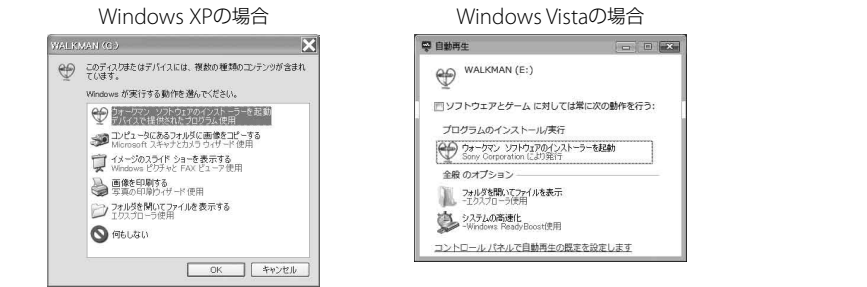 Windows XPの場合
WALKMAN (G:)
このディスクまたはデバイスには、複数の種類のコンテンツが含まれ
ています。
Windows が実行する動作を選んでください。
ウォークマン ソフトウェアのインストーラーを起動
デバイスで提供されたプログラム使用
コンピュータにあるフォルダに画像をコピーする
Microsoft スキャナとカメラ ウィザード 使用
イメージのスライド ショーを表示する
Windows ピクチャと FAX ビューア 使用
画像を印刷する
写真の印刷ウィザード 使用
フォルダを開いてファイルを表示する
エクスプローラ使用
何もしない
OK キャンセル
Windows Vistaの場合
自動再生
WALKMAN (E:)
ソフトウェアとゲーム に対しては常に次の動作を行う:
プログラムのインストール/実行
ウォークマン ソフトウェアのインストーラーを起動
Sony Corporation により発行
全般 のオプション
フォルダを開いてファイルを表示
-エクスプローラ使用
システムの高速化
-Windows ReadyBoost使用
コントロール パネルで自動再生の既定を設定します